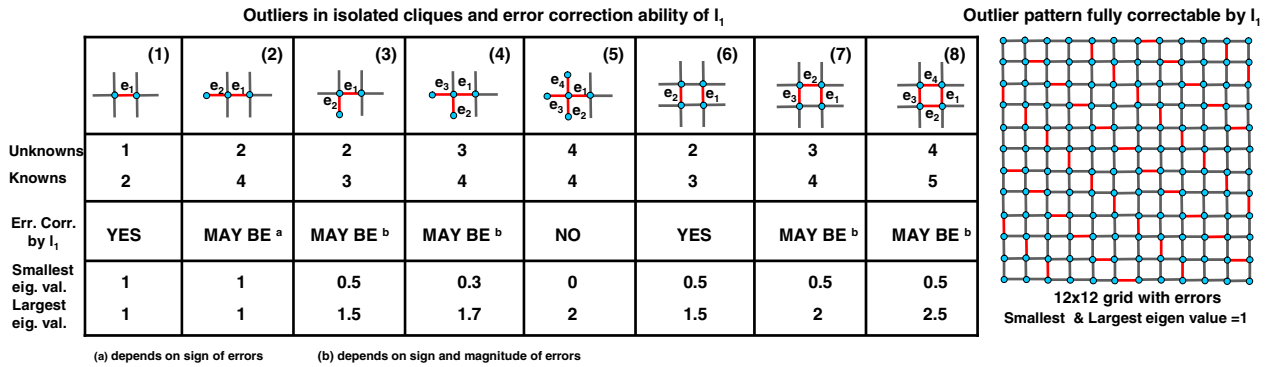 Outliers in isolated cliques and error correction ability of l1
Outlier pattern fully correctable by l1
(1) (2) (3) (4) (5) (6) (7) (8)
e1
e2 e1
e1 e2
e3 e1 e2
e4 e1 e3 e2
e2 e1
e2 e3 e1
e4 e3 e1 e2
Unknowns 1 2 2 3 4 2 3 4
Knowns 2 4 3 4 4 3 4 5
Err. Corr. by l1 YES MAY BE a MAY BE b MAY BE b NO YES MAY BE b MAY BE b
Smallest eig. val. 1 1 0.5 0.3 0 0.5 0.5 0.5
Largest eig. val. 1 1 1.5 1.7 2 1.5 2 2.5
12x12 grid with errors
Smallest & Largest eigen value =1
(a) depends on sign of errors (b) depends on sign and magnitude of errors